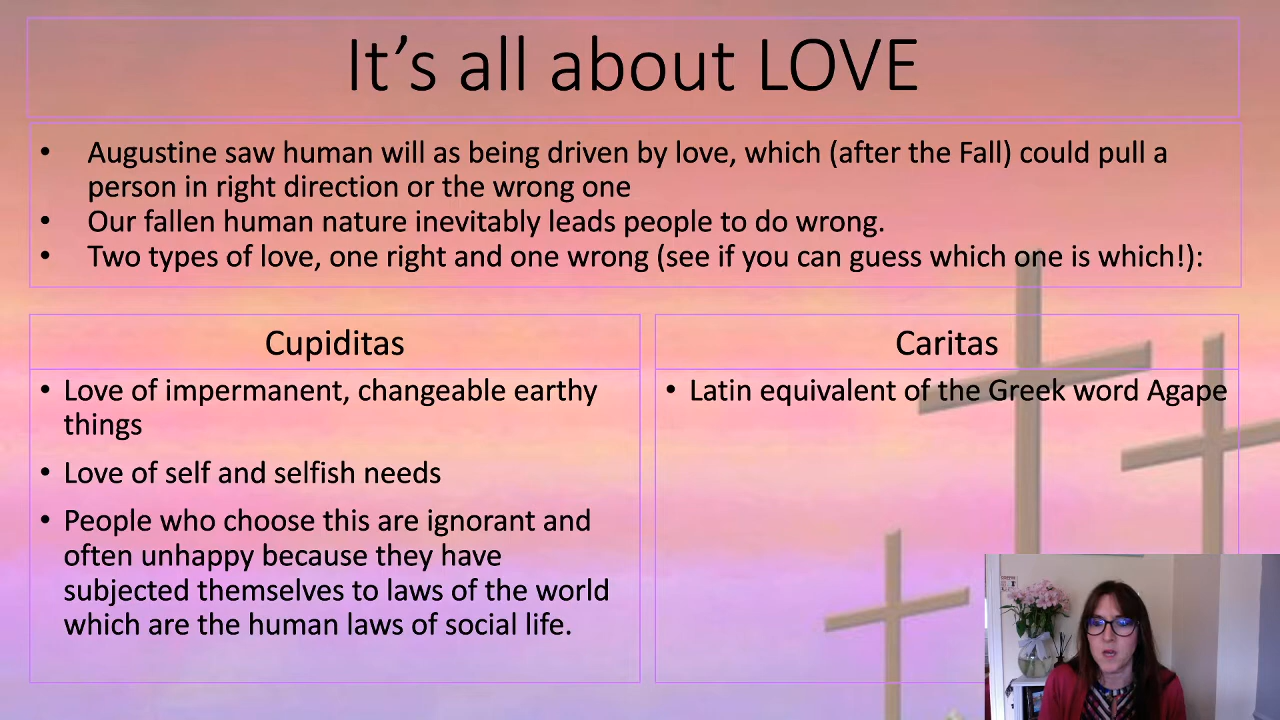 It's all about LOVE
• Augustine saw human will as being driven by love, which (after the Fall) could pull a
person in right direction or the wrong one
• Our fallen human nature inevitably leads people to do wrong.
• Two types of love, one right and one wrong (see if you can guess which one is which!):
Cupiditas
• Love of impermanent, changeable earthy
things
• Love of self and selfish needs
• People who choose this are ignorant and
often unhappy because they have
subjected themselves to laws of the world
which are the human laws of social life.
Caritas
• Latin equivalent of the Greek word Agape